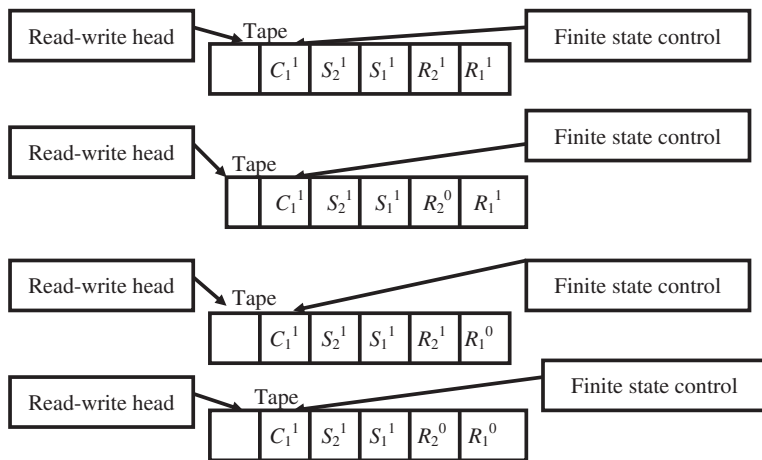 Tape
Read-write head Finite state control
C₁¹ S₂¹ S₁¹ R₂¹ R₁¹
Finite state control
Read-write head
Tape
C₁¹ S₂¹ S₁¹ R₂⁰ R₁¹
Read-write head Finite state control
Tape
C₁¹ S₂¹ S₁¹ R₂¹ R₁⁰
Finite state control
Read-write head Tape
C₁¹ S₂¹ S₁¹ R₂⁰ R₁⁰